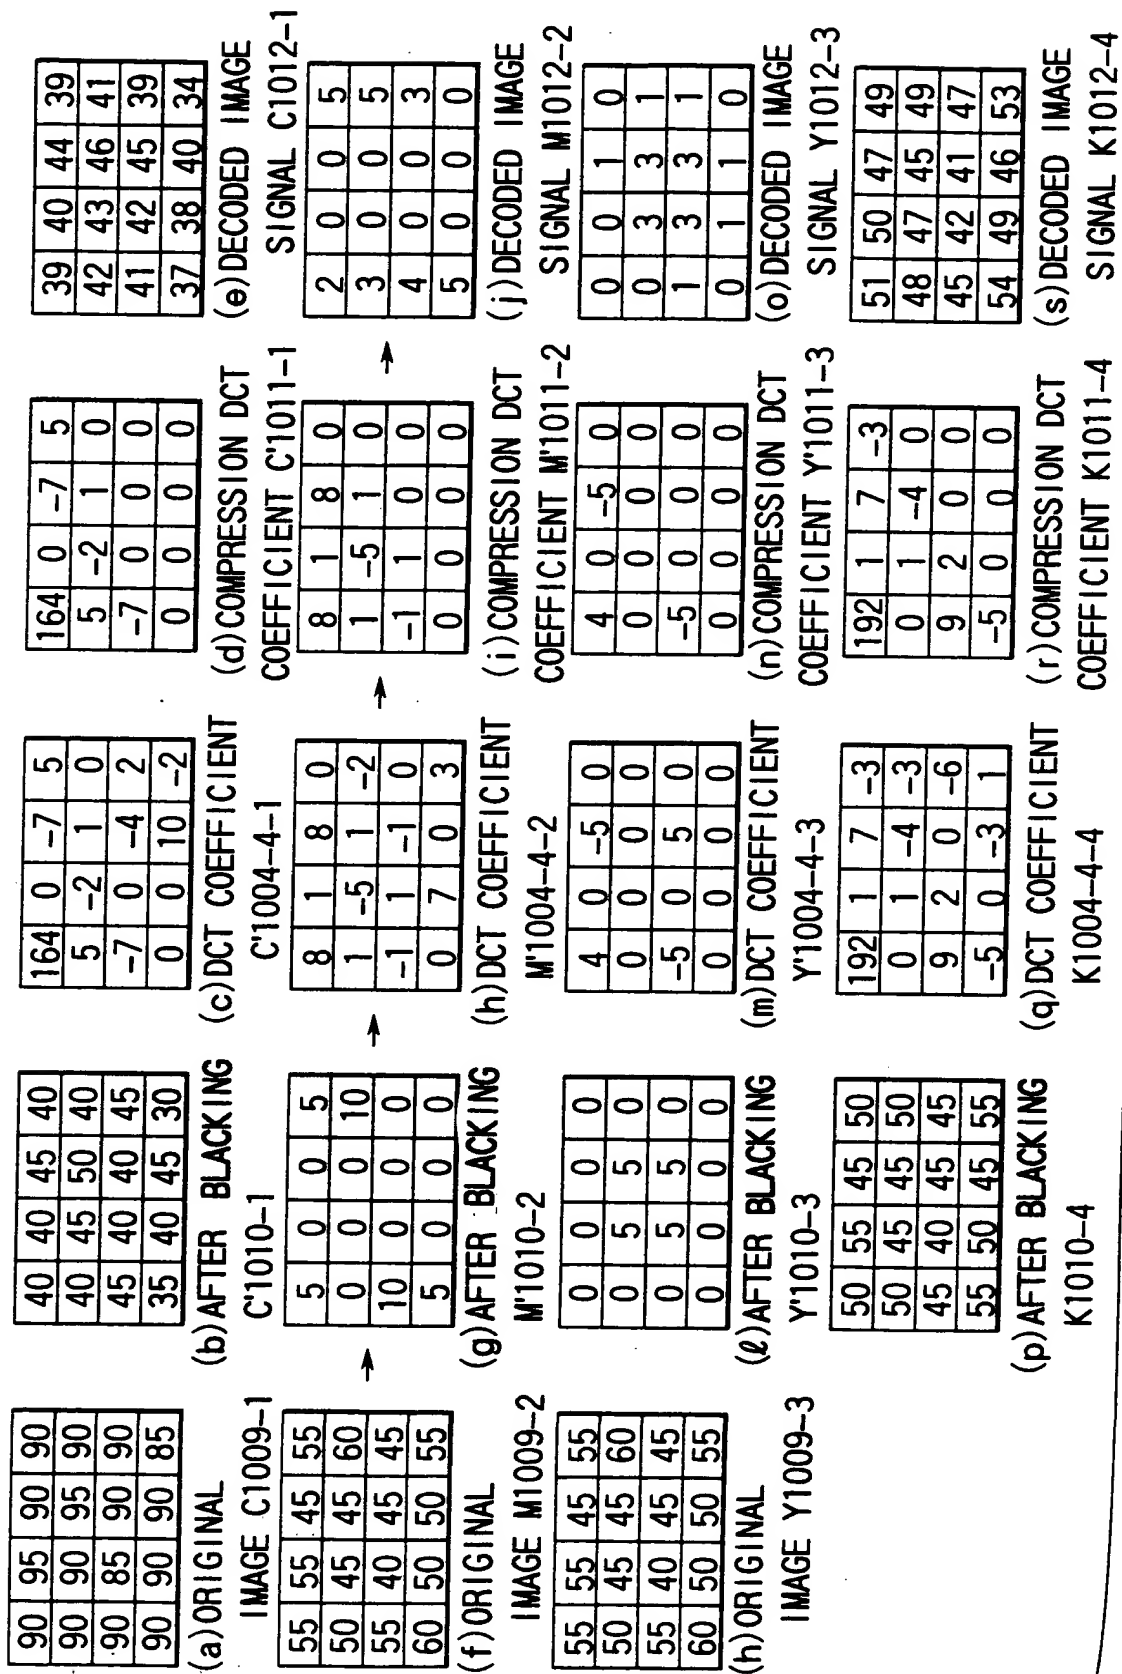 90 95 90 90
90 90 95 90
90 85 90 90
90 90 90 85
(a)ORIGINAL
IMAGE C1009-1
40 40 45 40
40 45 50 40
45 40 40 45
35 40 45 30
(b)AFTER BLACKING
C'1010-1
164 0 -7 5
5 -2 1 0
-7 0 -4 2
0 0 10 -2
(c)DCT COEFFICIENT
C'1004-4-1
164 0 -7 5
5 -2 1 0
-7 0 0 0
0 0 0 0
(d)COMPRESSION DCT
COEFFICIENT C'1011-1
39 40 44 39
42 43 46 41
41 42 45 39
37 38 40 34
(e)DECODED IMAGE
SIGNAL C1012-1
55 55 45 55
50 45 45 60
55 40 45 45
60 50 50 55
(f)ORIGINAL
IMAGE M1009-2
→
5 0 0 5
0 0 0 10
10 0 0 0
5 0 0 0
(g)AFTER BLACKING
M'1010-2
→
8 1 8 0
1 -5 1 -2
-1 1 -1 0
0 7 0 3
(h)DCT COEFFICIENT
M'1004-4-2
→
8 1 8 0
1 -5 1 0
-1 1 0 0
0 0 0 0
(i)COMPRESSION DCT
COEFFICIENT M'1011-2
→
2 0 0 5
3 0 0 5
4 0 0 3
5 0 0 0
(j)DECODED IMAGE
SIGNAL M1012-2
55 55 45 55
50 45 45 60
55 40 45 45
60 50 50 55
(h)ORIGINAL
IMAGE Y1009-3
0 0 0 0
0 5 5 0
0 5 5 0
0 0 0 0
(ℓ)AFTER BLACKING
Y'1010-3
4 0 -5 0
0 0 0 0
-5 0 5 0
0 0 0 0
(m)DCT COEFFICIENT
Y'1004-4-3
4 0 -5 0
0 0 0 0
-5 0 0 0
0 0 0 0
(n)COMPRESSION DCT
COEFFICIENT Y'1011-3
0 0 1 0
0 3 3 1
1 3 3 1
0 1 1 0
(o)DECODED IMAGE
SIGNAL Y1012-3
50 55 45 50
50 45 45 50
45 40 45 45
55 50 45 55
(p)AFTER BLACKING
K1010-4
192 1 7 -3
0 1 -4 -3
9 2 0 -6
-5 0 -3 1
(q)DCT COEFFICIENT
K1004-4-4
192 1 7 -3
0 1 -4 0
9 2 0 0
-5 0 0 0
(r)COMPRESSION DCT
COEFFICIENT K1011-4
51 50 47 49
48 47 45 49
45 42 41 47
54 49 46 53
(s)DECODED IMAGE
SIGNAL K1012-4